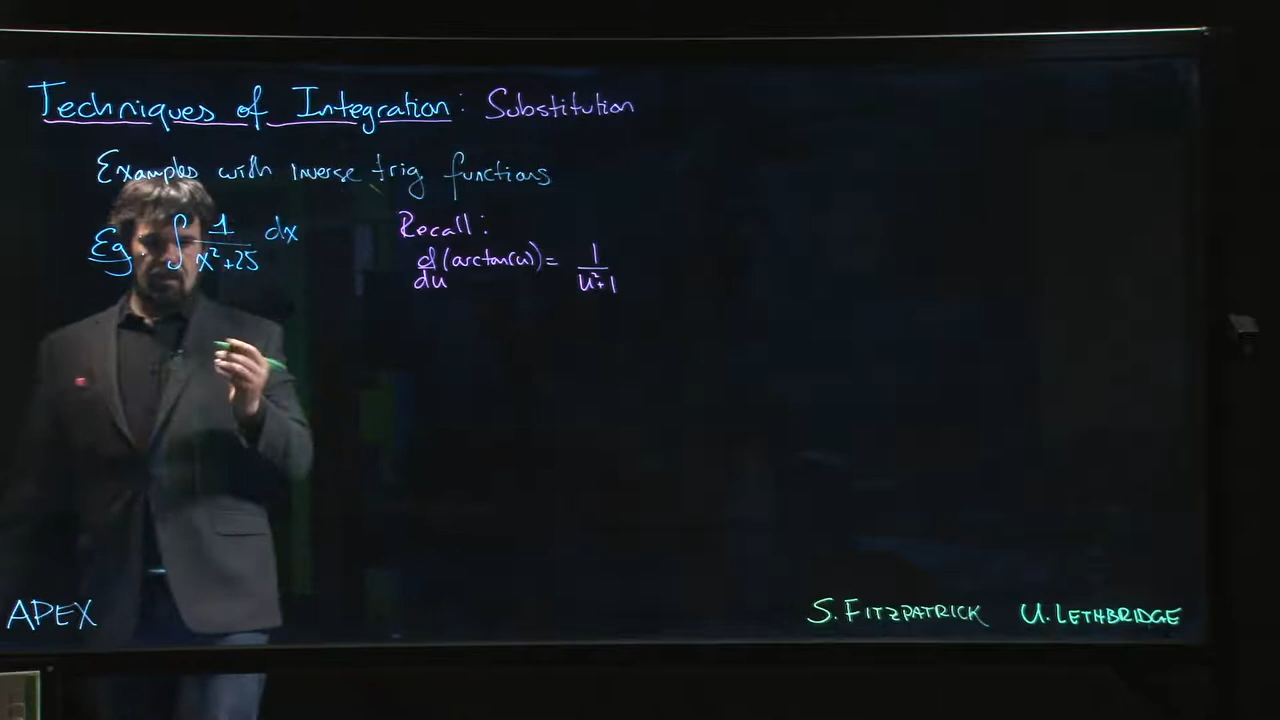 Techniques of Integration: Substitution
Examples with inverse trig functions
Eg: ∫ 1/(x²+25) dx
Recall:
d/du (arctan(u)) = 1/(u²+1)
APEX
S. FITZPATRICK U. LETHBRIDGE